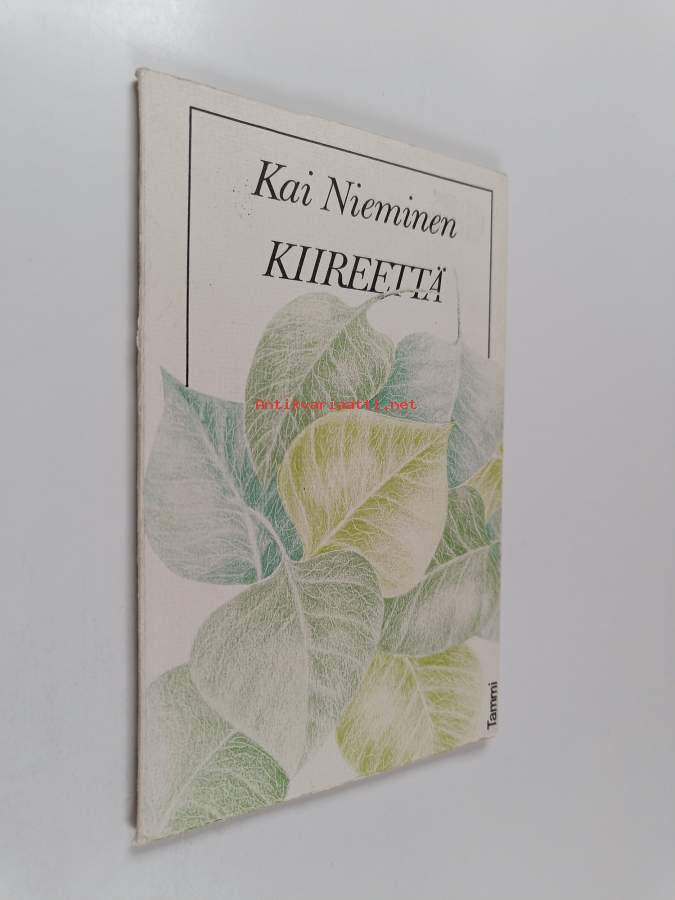 Kai Nieminen
KIIREETTÄ
Antikvariaatti.net
Tammi